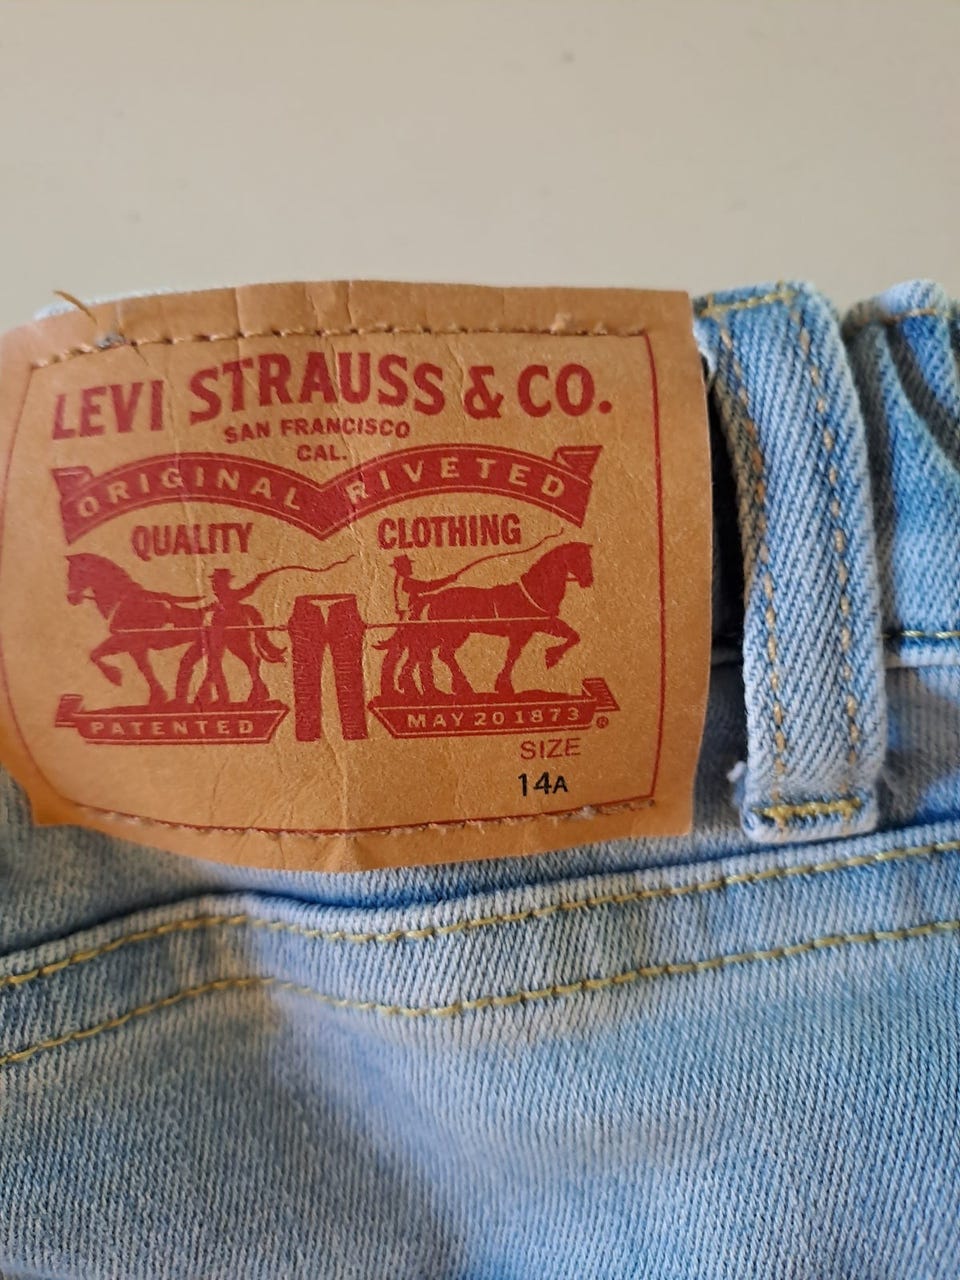 LEVI STRAUSS & CO.
SAN FRANCISCO
CAL.
ORIGINAL RIVETED
QUALITY CLOTHING
PATENTED MAY 20 1873 ®
SIZE
14A